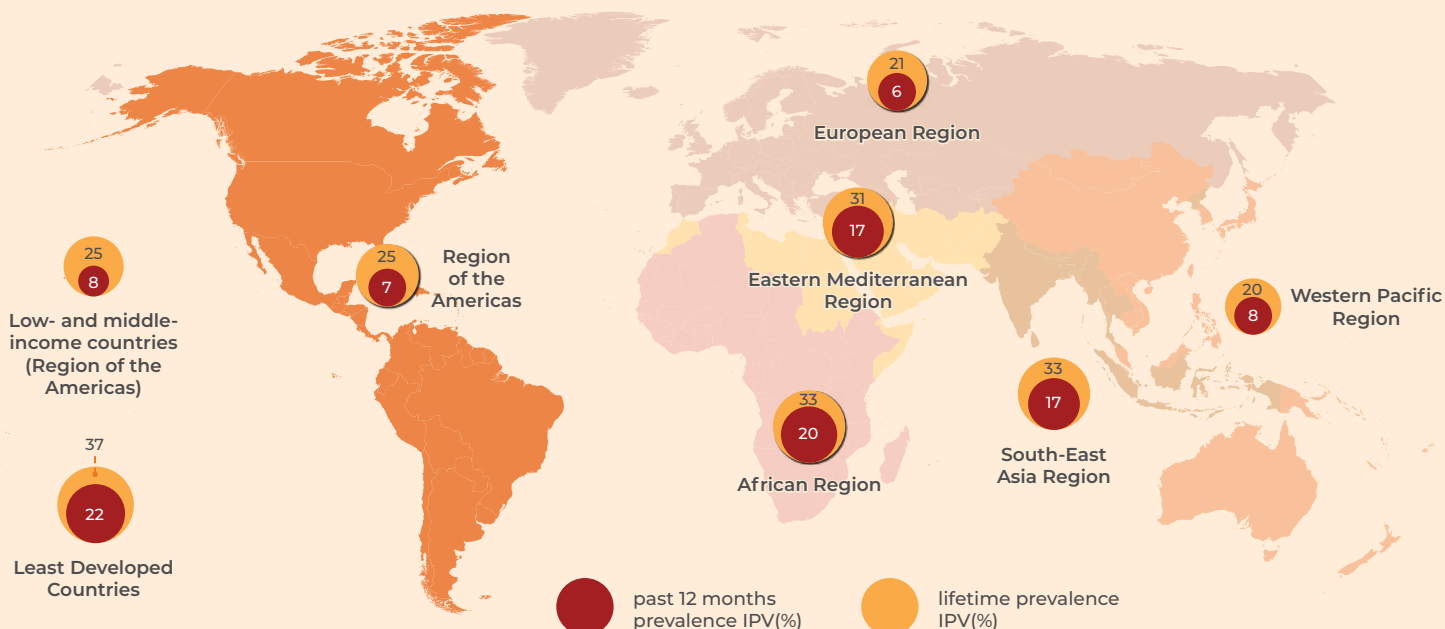 21
6
European Region
31
17
Eastern Mediterranean
Region
25
8
Low- and middle-
income countries
(Region of the
Americas)
25
7
Region
of the
Americas
20
8
Western Pacific
Region
33
17
South-East
Asia Region
33
20
African Region
37
22
Least Developed
Countries
past 12 months
prevalence IPV(%)
lifetime prevalence
IPV(%)